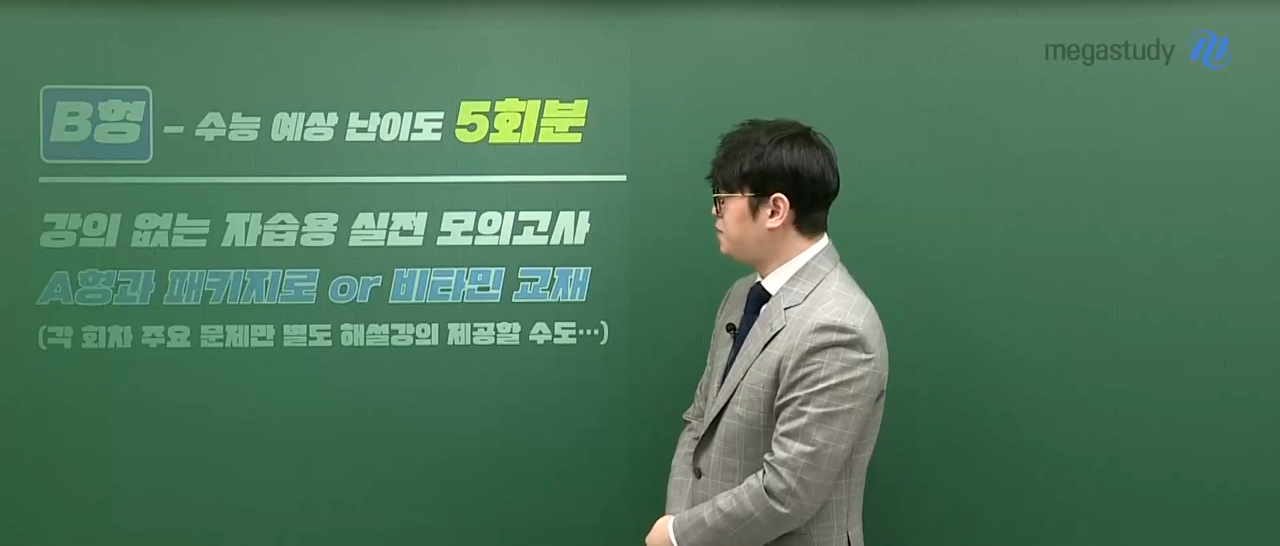 megastudy
B형 - 수능 예상 난이도 5회분
강의 없는 자습용 실전 모의고사
A형과 패키지로 or 비타민 교재
(각 회차 주요 문제만 별도 해설강의 제공할 수도…)